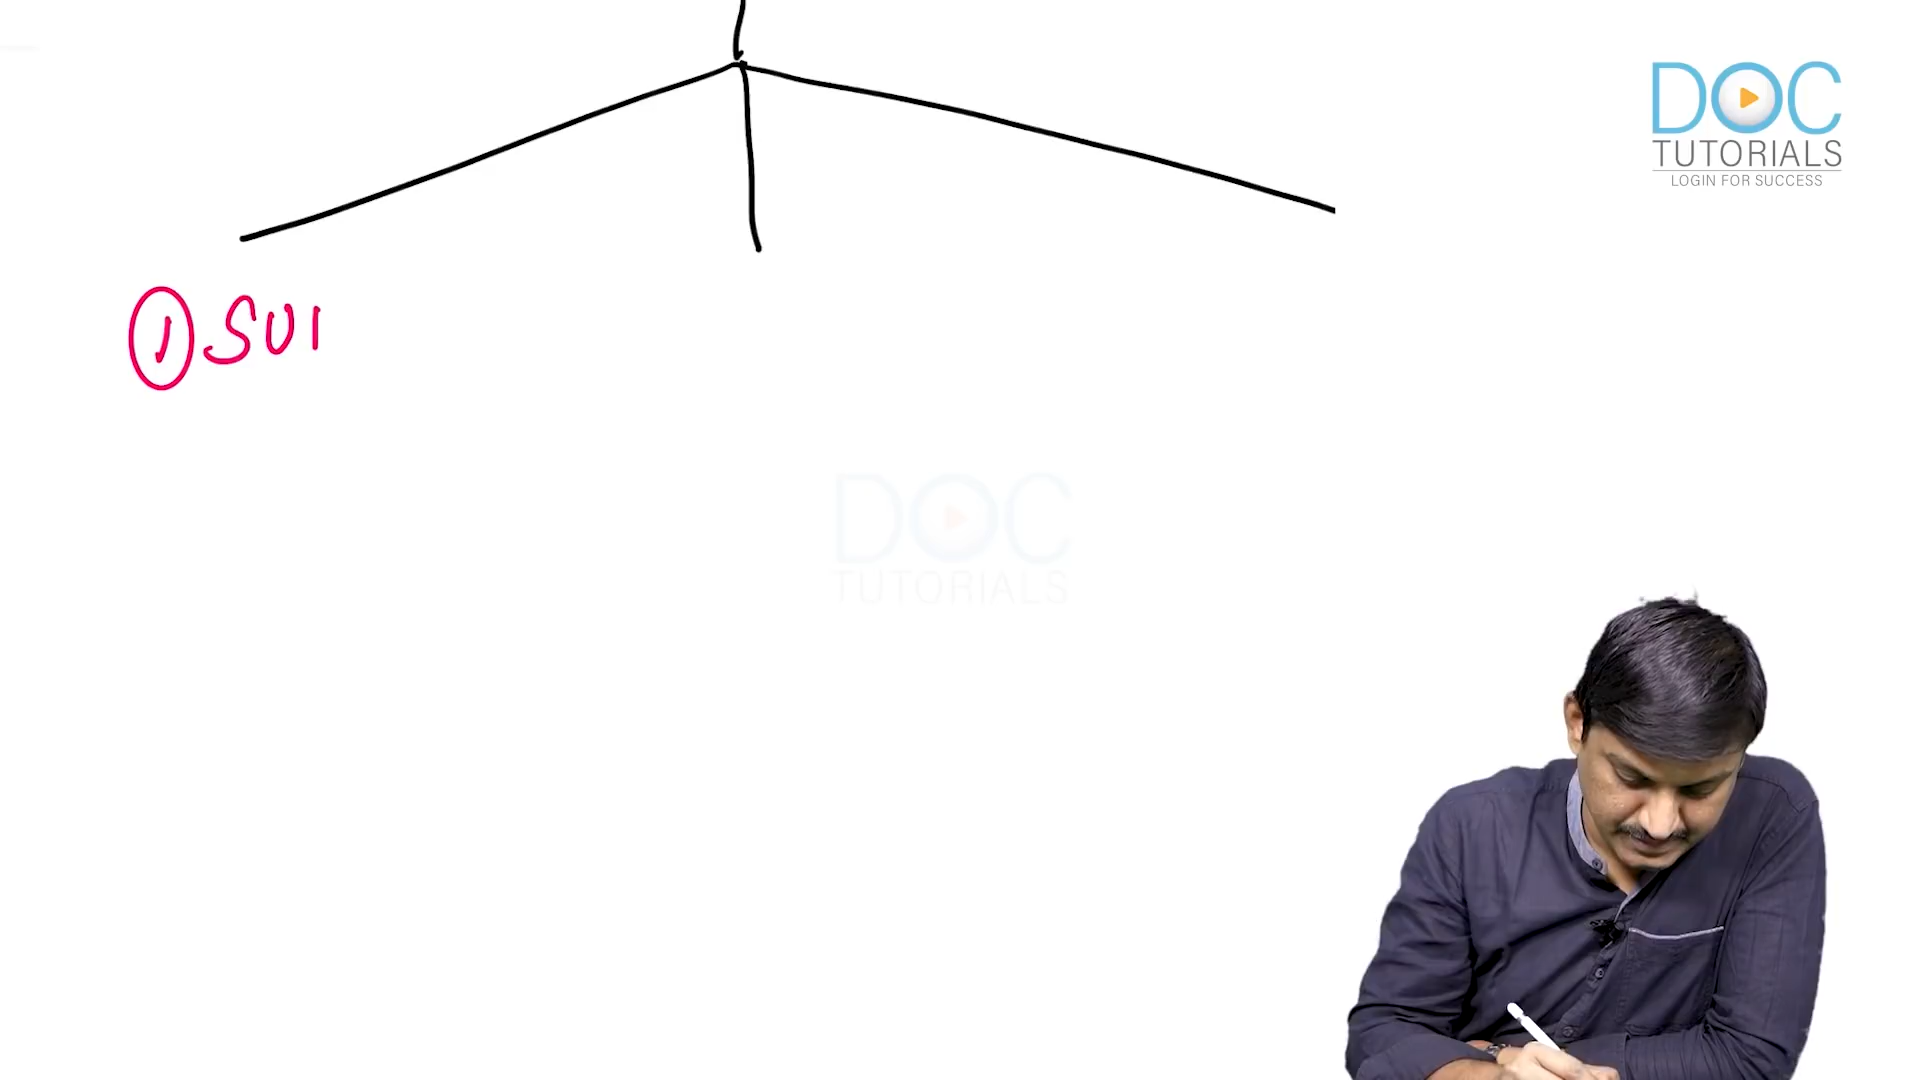 DOC
TUTORIALS
LOGIN FOR SUCCESS
① SUI
DOC
TUTORIALS